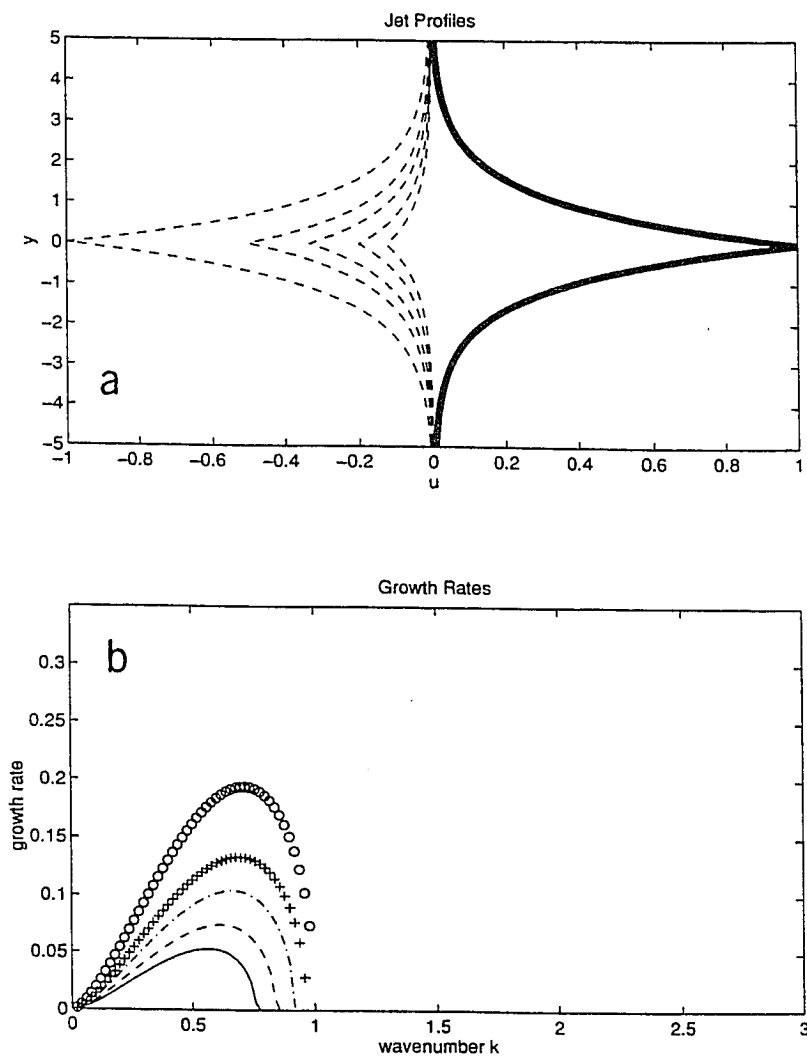 Jet Profiles
5
4
3
2
1
0
-1
-2
-3
-4
-5
y
a
-1 -0.8 -0.6 -0.4 -0.2 0 0.2 0.4 0.6 0.8 1
u
Growth Rates
b
0.3
0.25
0.2
0.15
0.1
0.05
0
growth rate
0 0.5 1 1.5 2 2.5 3
wavenumber k